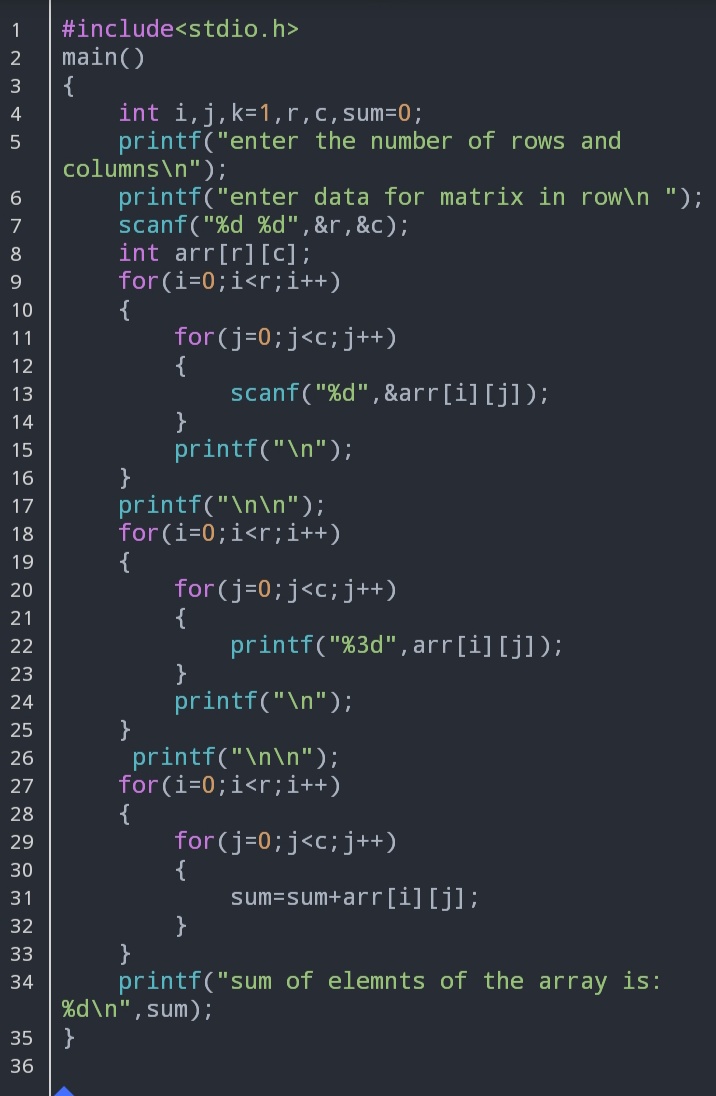 1 #include<stdio.h>
2 main()
3 {
4     int i,j,k=1,r,c,sum=0;
5     printf("enter the number of rows and
columns\n");
6     printf("enter data for matrix in row\n ");
7     scanf("%d %d",&r,&c);
8     int arr[r][c];
9     for(i=0;i<r;i++)
10     {
11         for(j=0;j<c;j++)
12         {
13             scanf("%d",&arr[i][j]);
14         }
15         printf("\n");
16     }
17     printf("\n\n");
18     for(i=0;i<r;i++)
19     {
20         for(j=0;j<c;j++)
21         {
22             printf("%3d",arr[i][j]);
23         }
24         printf("\n");
25     }
26      printf("\n\n");
27     for(i=0;i<r;i++)
28     {
29         for(j=0;j<c;j++)
30         {
31             sum=sum+arr[i][j];
32         }
33     }
34     printf("sum of elemnts of the array is:
%d\n",sum);
35 }
36